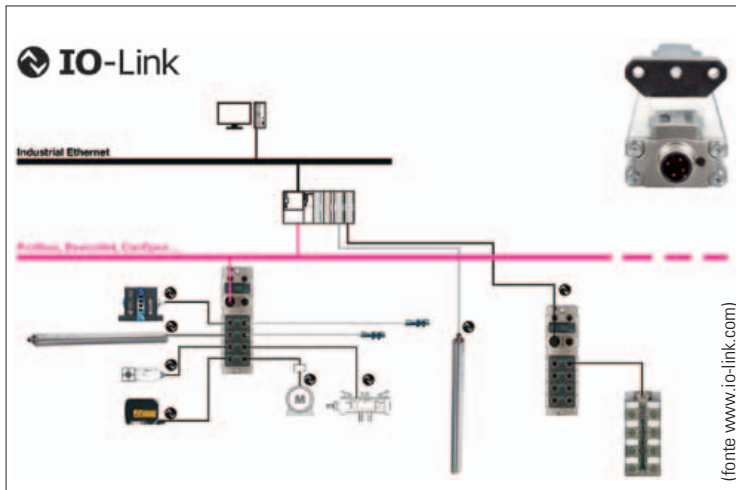 IO-Link
Industrial Ethernet
Profibus, DeviceNet, CanOpen...
M
(fonte www.io-link.com)